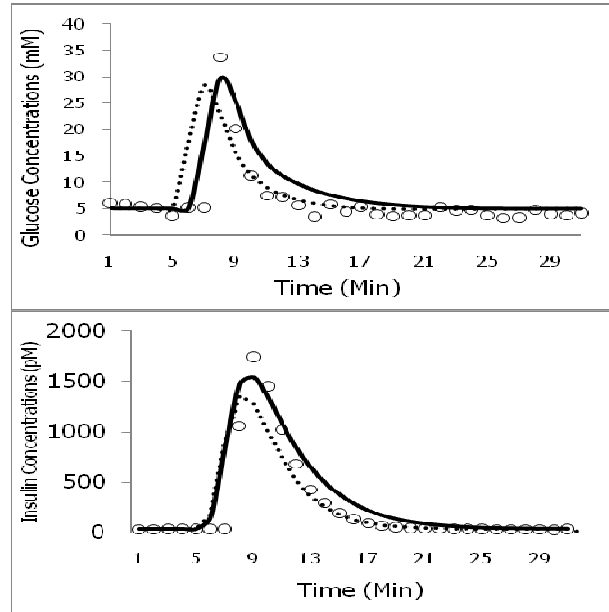 Glucose Concentrations (mM)
40
35
30
25
20
15
10
5
0
1 5 9 13 17 21 25 29
Time (Min)
Insulin Concentrations (pM)
2000
1500
1000
500
0
1 5 9 13 17 21 25 29
Time (Min)